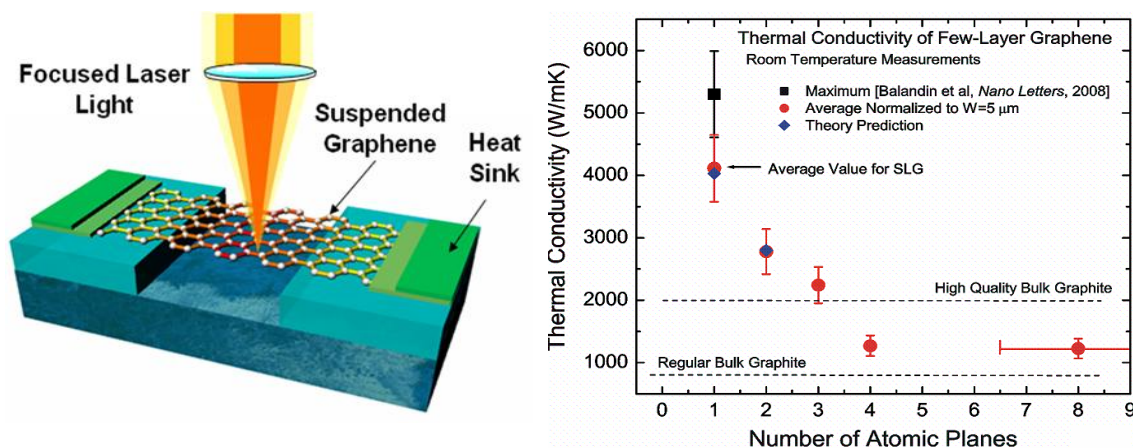 Focused Laser
Light
Suspended
Graphene
Heat
Sink
Thermal Conductivity of Few-Layer Graphene
Room Temperature Measurements
Maximum [Balandin et al, Nano Letters, 2008]
Average Normalized to W=5 μm
Theory Prediction
Average Value for SLG
High Quality Bulk Graphite
Regular Bulk Graphite
Thermal Conductivity (W/mK)
6000
5000
4000
3000
2000
1000
0 1 2 3 4 5 6 7 8 9
Number of Atomic Planes